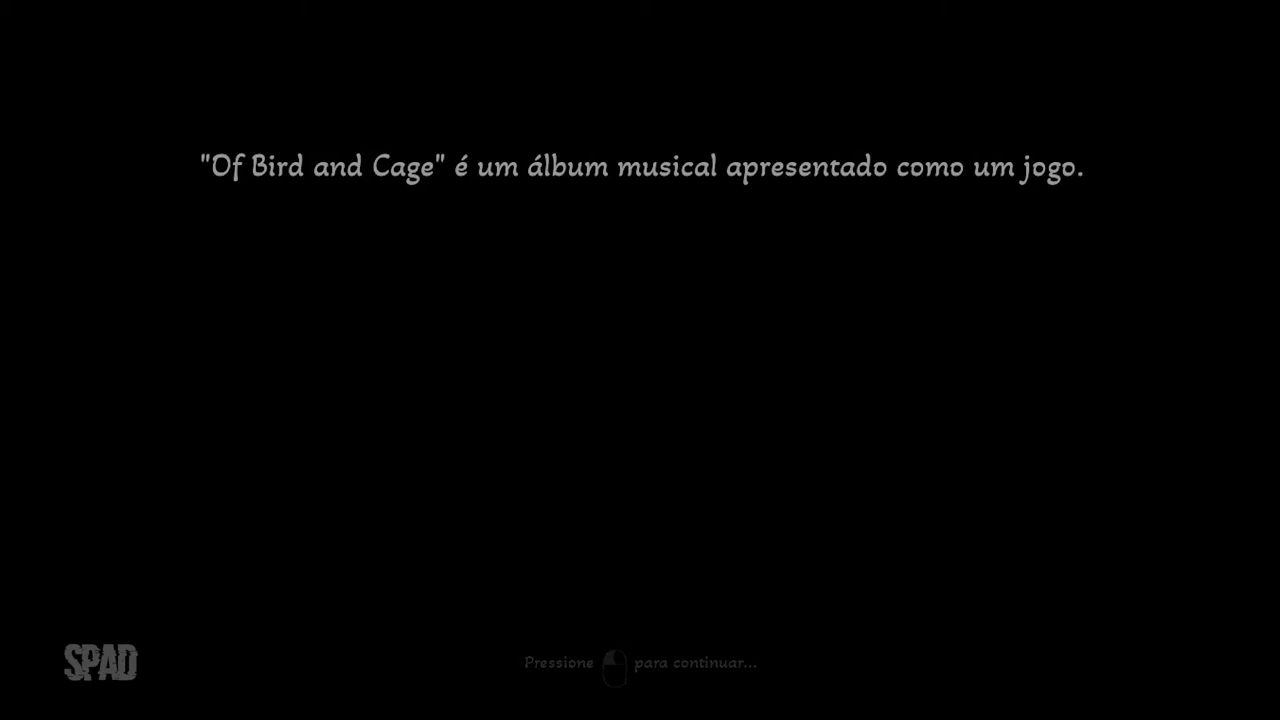 "Of Bird and Cage" é um álbum musical apresentado como um jogo.
SPAD
Pressione para continuar...